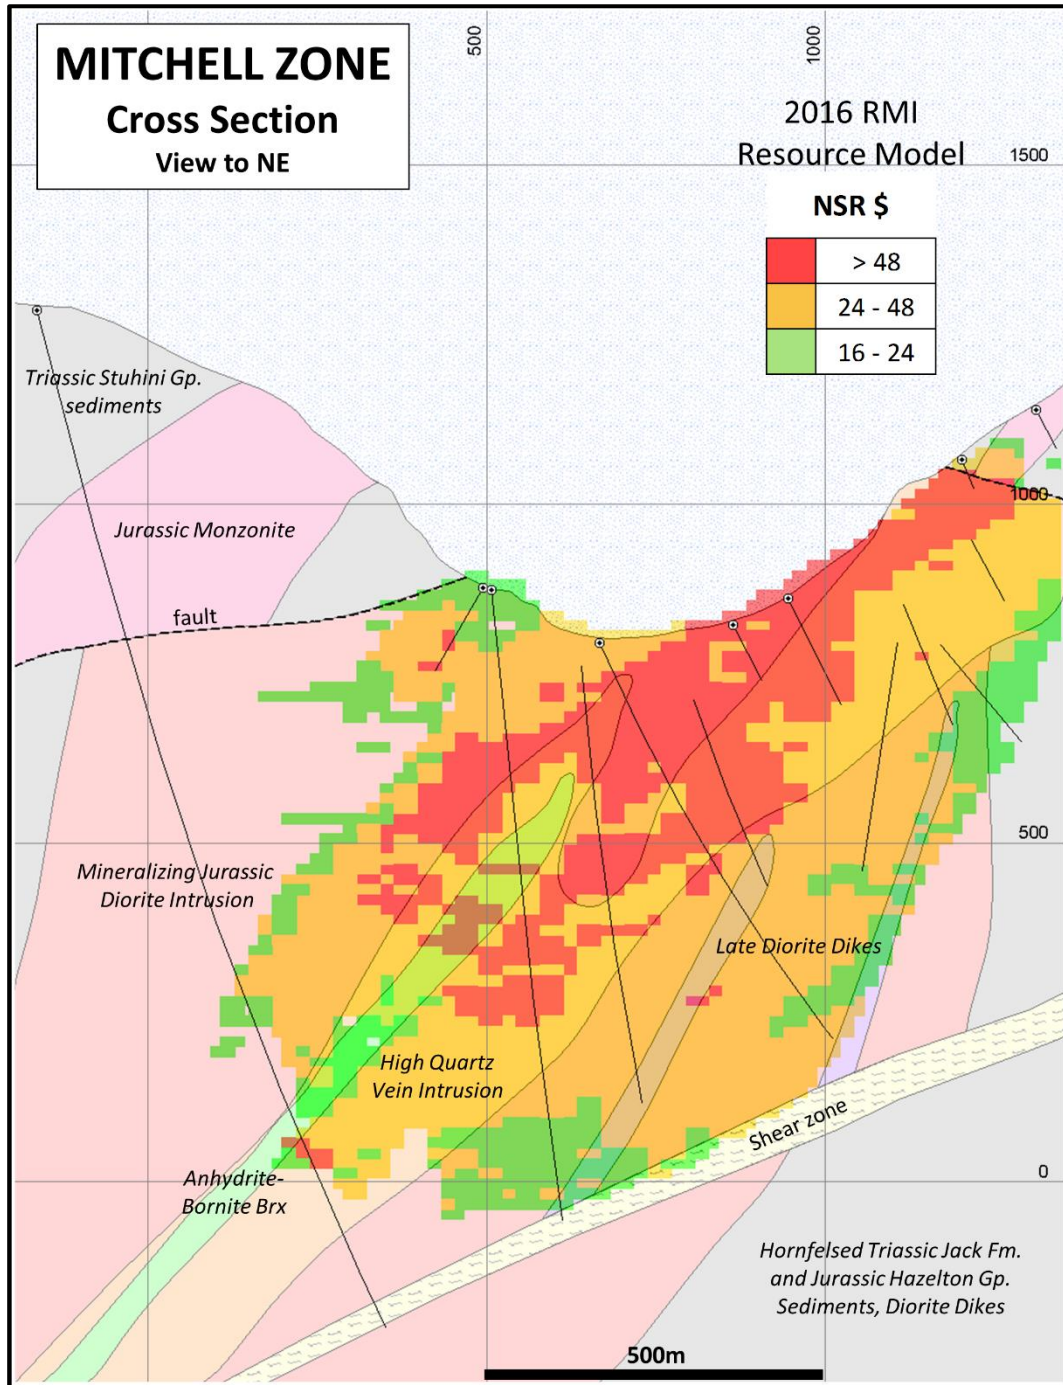 MITCHELL ZONE
Cross Section
View to NE
500
1000
2016 RMI
Resource Model
1500
NSR $
> 48
24 - 48
16 - 24
Triassic Stuhini Gp.
sediments
Jurassic Monzonite
1000
fault
500
Mineralizing Jurassic
Diorite Intrusion
Late Diorite Dikes
High Quartz
Vein Intrusion
Shear zone
Anhydrite-
Bornite Brx
0
Hornfelsed Triassic Jack Fm.
and Jurassic Hazelton Gp.
Sediments, Diorite Dikes
500m